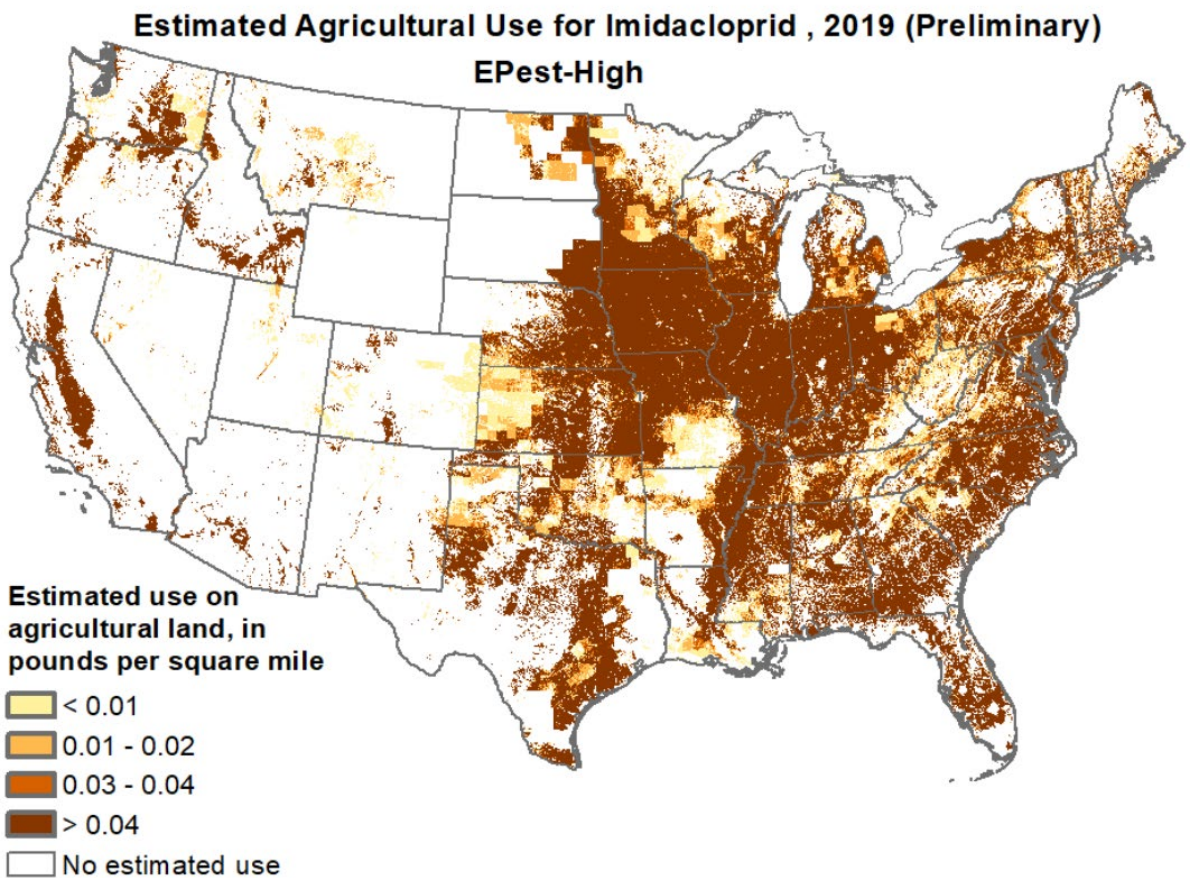 Estimated Agricultural Use for Imidacloprid , 2019 (Preliminary)
EPest-High
Estimated use on
agricultural land, in
pounds per square mile
< 0.01
0.01 - 0.02
0.03 - 0.04
> 0.04
No estimated use